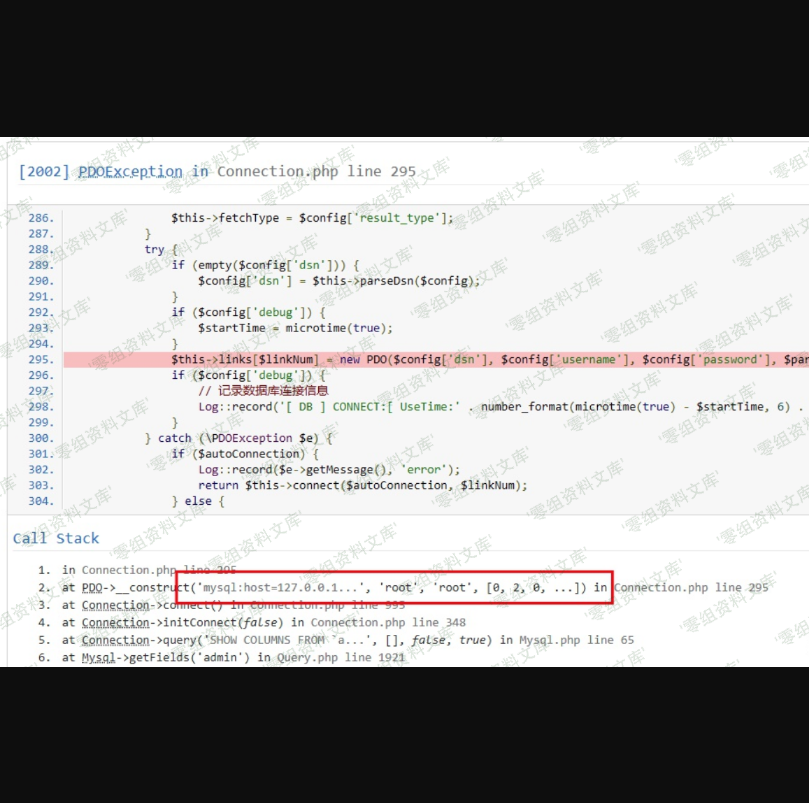 [2002] PDOException in Connection.php line 295
286. $this->fetchType = $config['result_type'];
287. }
288. try {
289. if (empty($config['dsn'])) {
290. $config['dsn'] = $this->parseDsn($config);
291. }
292. if ($config['debug']) {
293. $startTime = microtime(true);
294. }
295. $this->links[$linkNum] = new PDO($config['dsn'], $config['username'], $config['password'], $par
296. if ($config['debug']) {
297. // 记录数据库连接信息
298. Log::record('[ DB ] CONNECT:[ UseTime:' . number_format(microtime(true) - $startTime, 6) .
299. }
300. } catch (\PDOException $e) {
301. if ($autoConnection) {
302. Log::record($e->getMessage(), 'error');
303. return $this->connect($autoConnection, $linkNum);
304. } else {
Call Stack
1. in Connection.php line 295
2. at PDO->__construct('mysql:host=127.0.0.1...', 'root', 'root', [0, 2, 0, ...]) in Connection.php line 295
3. at Connection->connect() in Connection.php line
4. at Connection->initConnect(false) in Connection.php line 348
5. at Connection->query('SHOW COLUMNS FROM `a...', [], false, true) in Mysql.php line 65
6. at Mysql->getFields('admin') in Query.php line 1921
零组资料文库